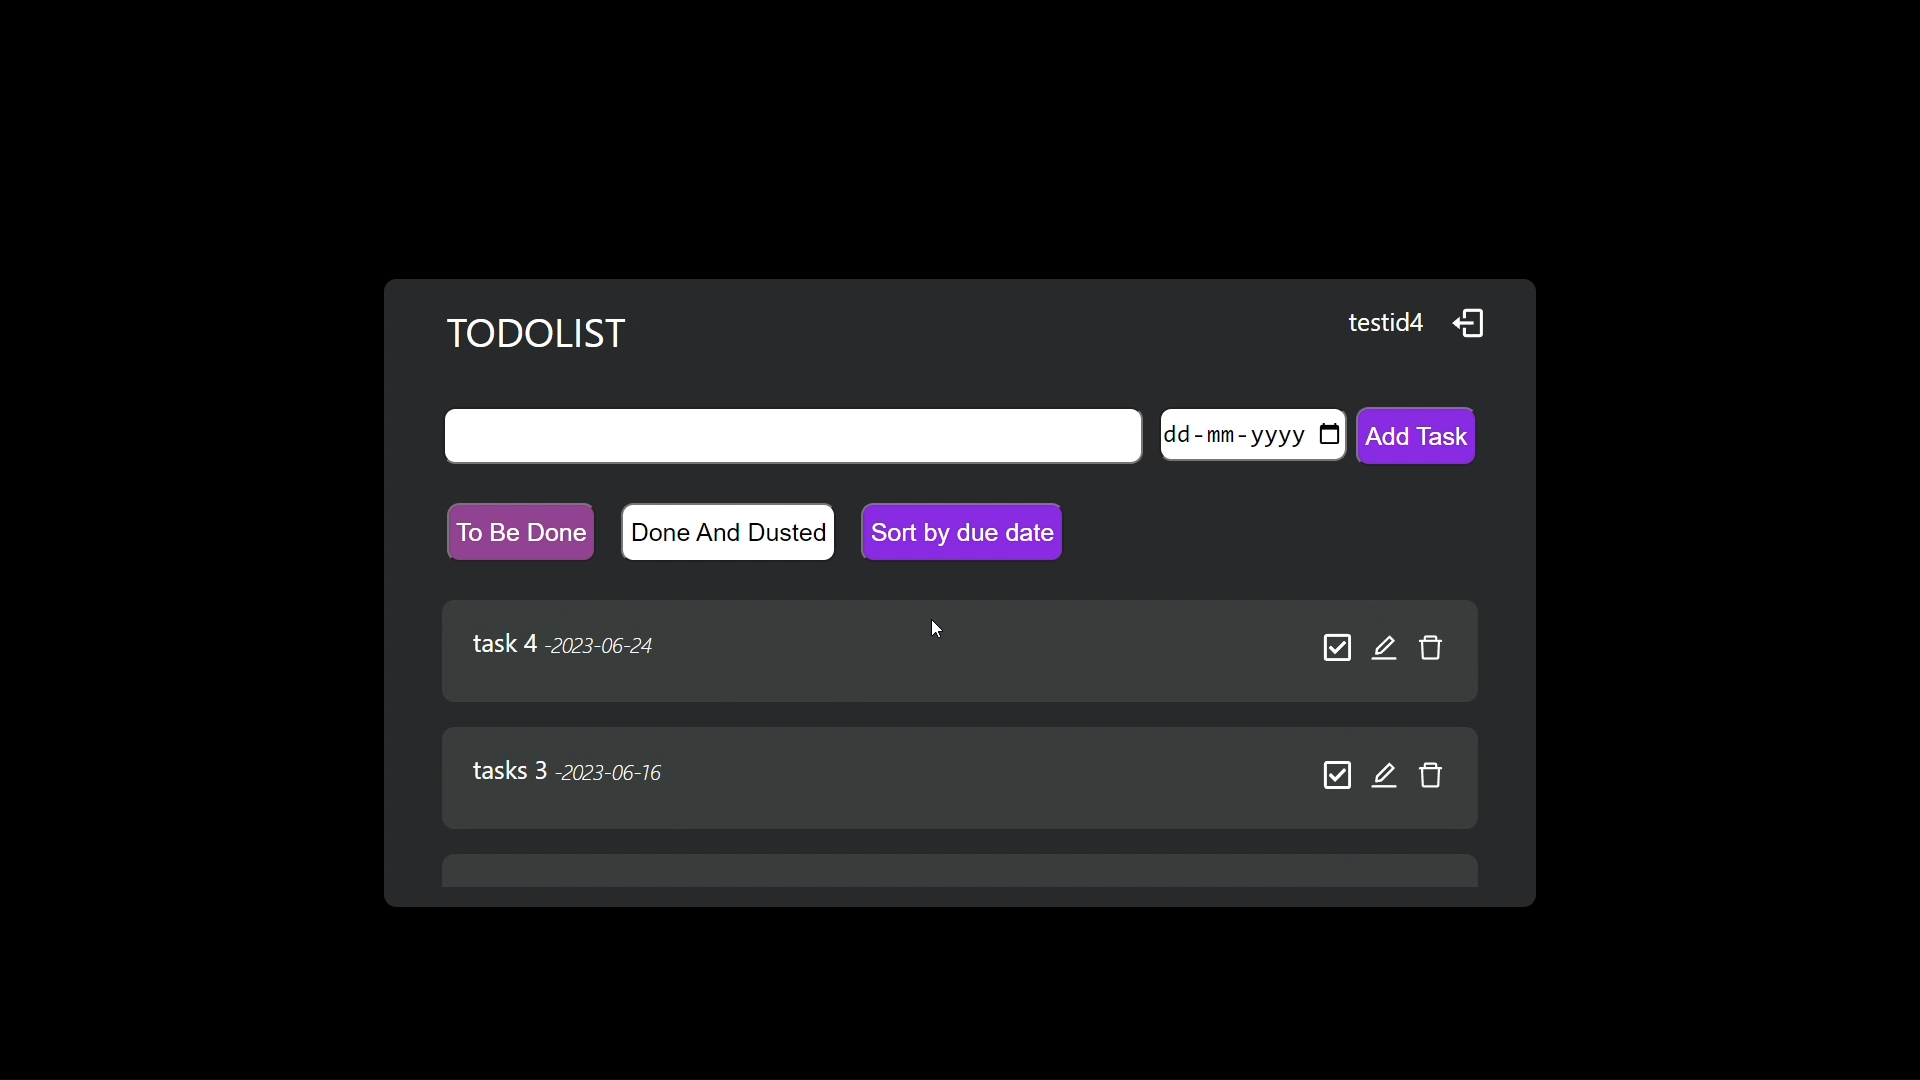 TODOLIST
testid4
dd-mm-yyyy
Add Task
To Be Done
Done And Dusted
Sort by due date
task 4 -2023-06-24
tasks 3 -2023-06-16